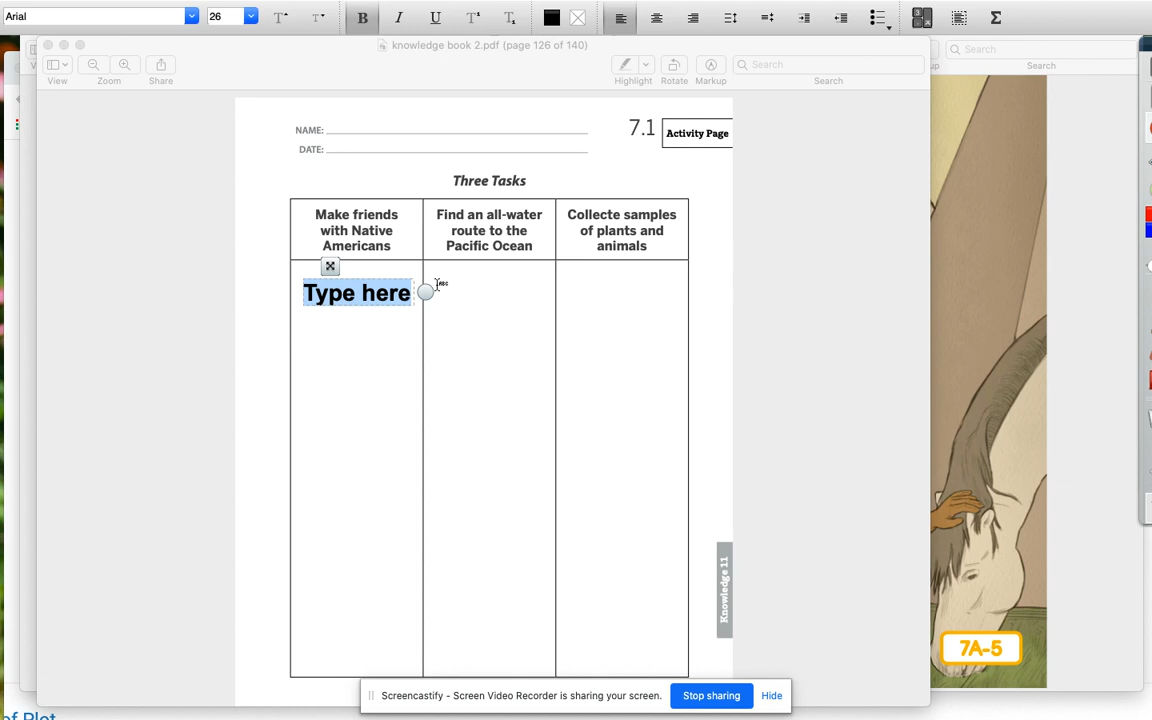 Arial
26
B
I
U
T
T
Σ
knowledge book 2.pdf (page 126 of 140)
Search
View
Zoom
Share
Highlight
Rotate
Markup
Search
Search
Search
NAME:
DATE:
7.1
Activity Page
Three Tasks
Make friends
with Native
Americans
Find an all-water
route to the
Pacific Ocean
Collecte samples
of plants and
animals
Type here
ABC
Knowledge 11
7A-5
Screencastify - Screen Video Recorder is sharing your screen.
Stop sharing
Hide
of Plot